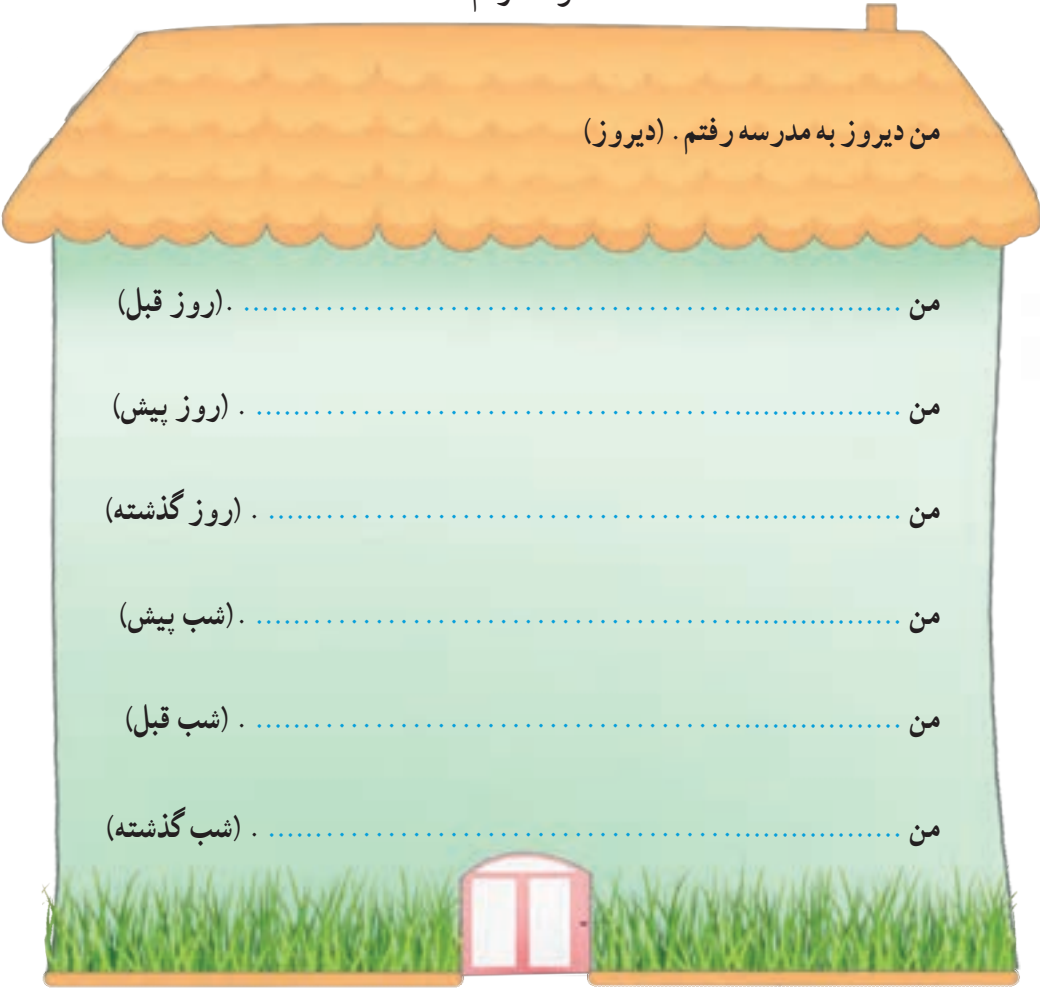 من دیروز به مدرسه رفتم . (دیروز)
من ........................................................ .(روز قبل)
من ........................................................ . (روز پیش)
من ........................................................ . (روز گذشته)
من ........................................................ .(شب پیش)
من ........................................................ . (شب قبل)
من ........................................................ . (شب گذشته)